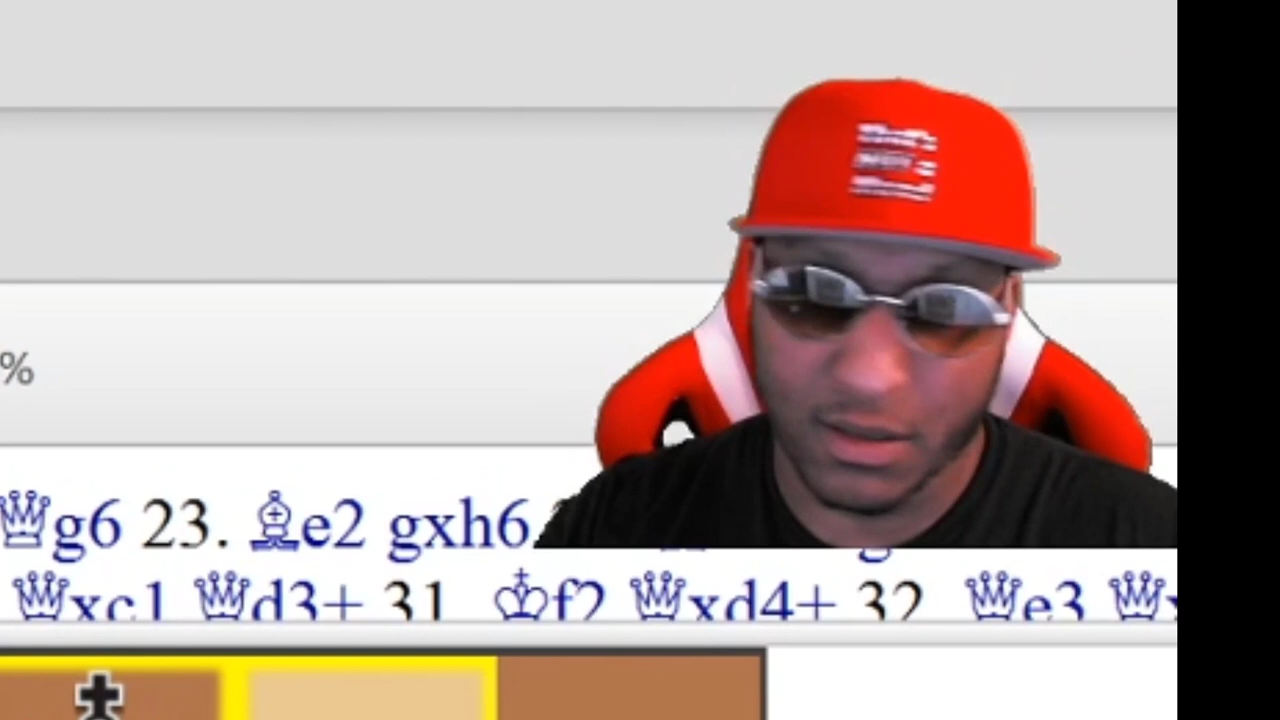 %
♕g6 23. ♗e2 gxh6
♕xc1 ♕d3+ 31 ♔f2 ♕xd4+ 32 ♕e3